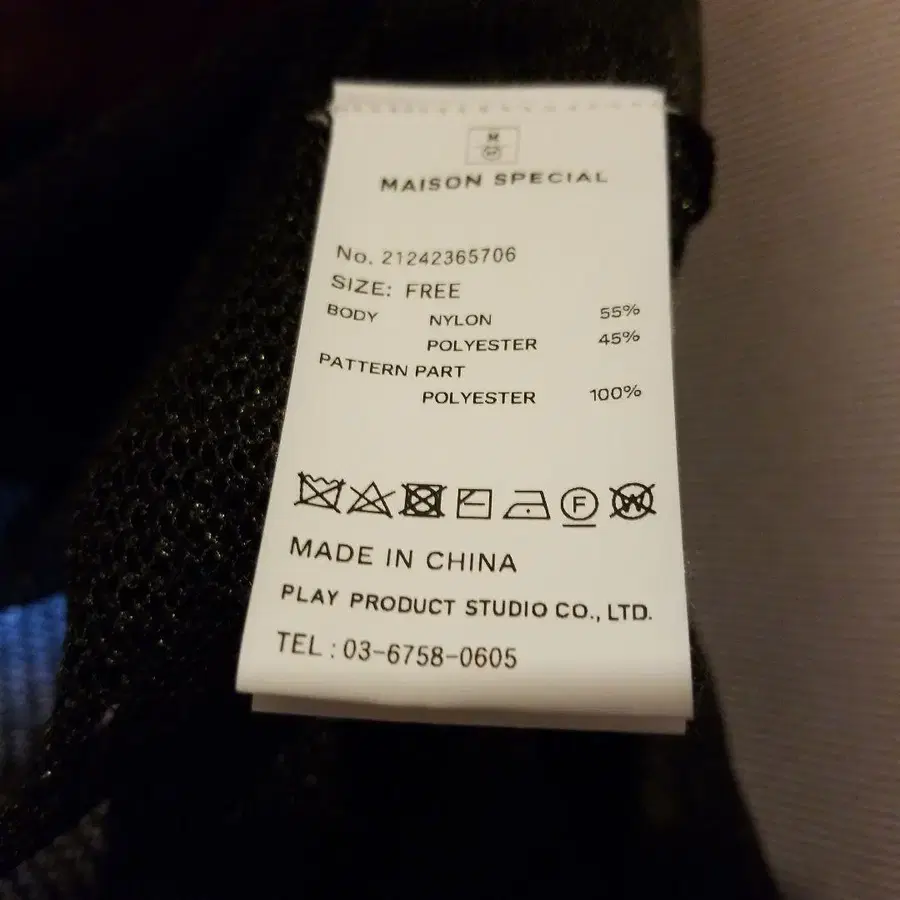 MAISON SPECIAL
No. 21242365706
SIZE: FREE
BODY NYLON 55%
POLYESTER 45%
PATTERN PART
POLYESTER 100%
F W
MADE IN CHINA
PLAY PRODUCT STUDIO CO., LTD.
TEL : 03-6758-0605